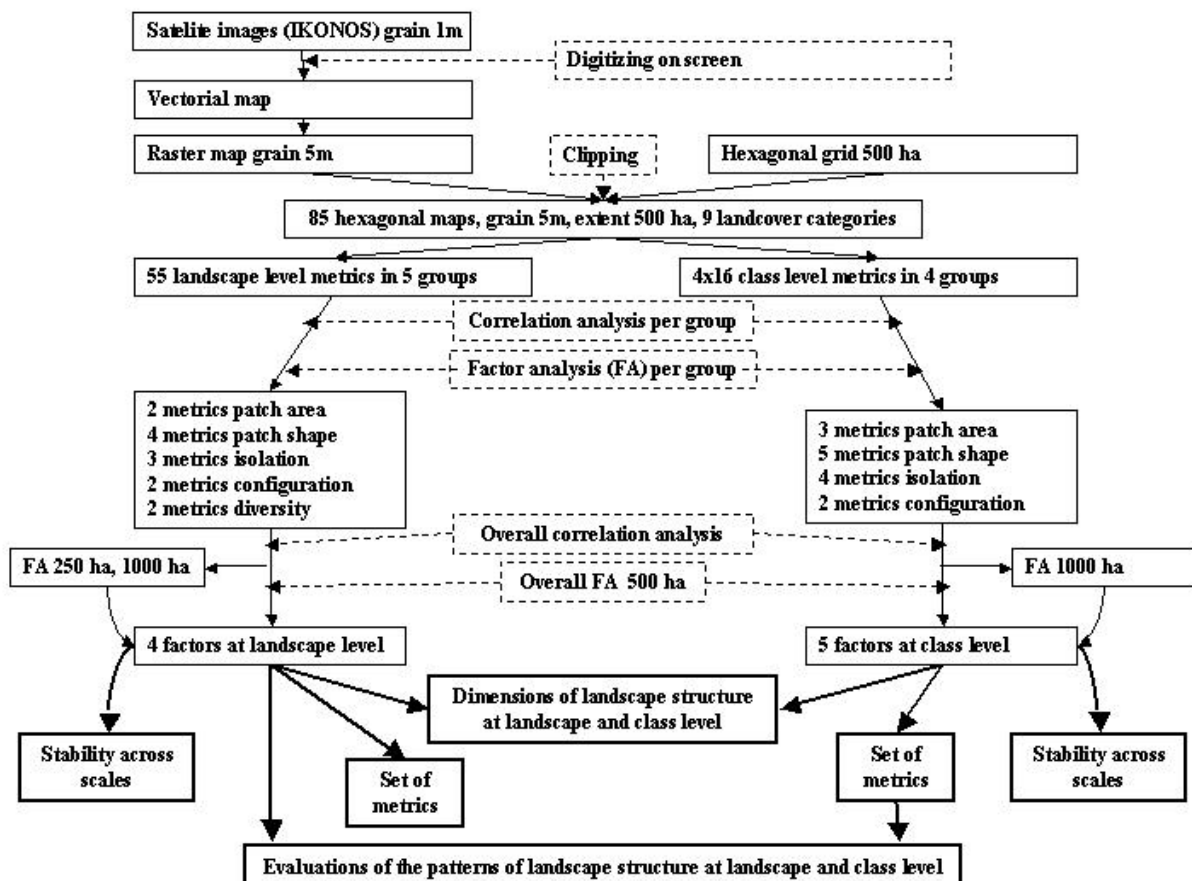 Satelite images (IKONOS) grain 1m
Digitizing on screen
Vectorial map
Raster map grain 5m
Clipping
Hexagonal grid 500 ha
85 hexagonal maps, grain 5m, extent 500 ha, 9 landcover categories
55 landscape level metrics in 5 groups
4x16 class level metrics in 4 groups
Correlation analysis per group
Factor analysis (FA) per group
2 metrics patch area
4 metrics patch shape
3 metrics isolation
2 metrics configuration
2 metrics diversity
3 metrics patch area
5 metrics patch shape
4 metrics isolation
2 metrics configuration
Overall correlation analysis
FA 250 ha, 1000 ha
Overall FA 500 ha
FA 1000 ha
4 factors at landscape level
5 factors at class level
Dimensions of landscape structure
at landscape and class level
Stability across
scales
Set of
metrics
Set of
metrics
Stability across
scales
Evaluations of the patterns of landscape structure at landscape and class level